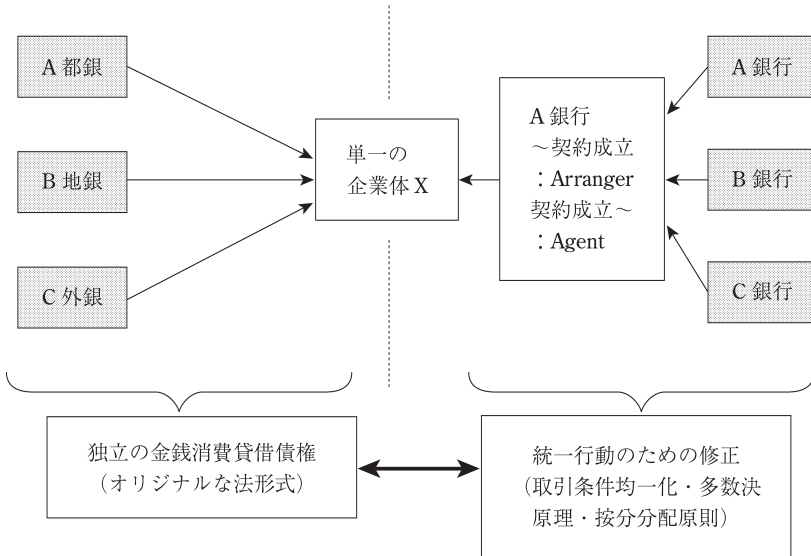 A 都銀
B 地銀
C 外銀
単一の
企業体 X
A 銀行
～契約成立
：Arranger
契約成立～
：Agent
A 銀行
B 銀行
C 銀行
独立の金銭消費貸借債権
（オリジナルな法形式）
統一行動のための修正
（取引条件均一化・多数決
原理・按分分配原則）